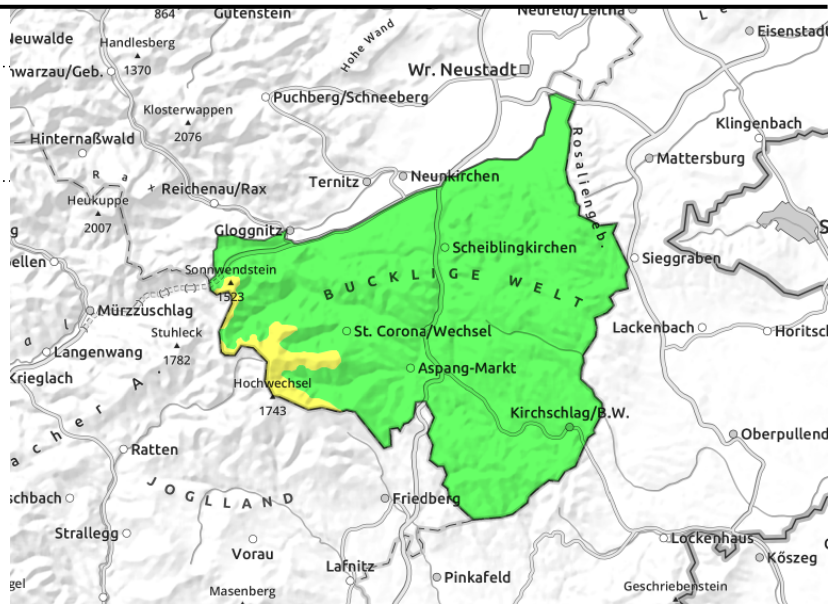 864
Gutenstein
Neufeld/Leitha
L e
Neuwalde
Handlesberg
1370
Hohe Wand
Eisenstadt
hwarzau/Geb.
Wr. Neustadt
Puchberg/Schneeberg
Klosterwappen
2076
Klingenbach
Hinternaßwald
Rosaliengeb.
Mattersburg
R a x
Ternitz
Neunkirchen
Reichenau/Rax
Heukuppe
2007
Gloggnitz
Scheiblingkirchen
Sieggraben
Sonnwendstein
1523
BUCKLIGE WELT
Mürzzuschlag
Stuhleck
1782
St. Corona/Wechsel
Lackenbach
Horitsch
Langenwang
Krieglach
Aspang-Markt
Hochwechsel
1743
Kirchschlag/B.W.
acher A.
Ratten
Oberpullend
JOGLLAND
schbach
Friedberg
Strallegg
Vorau
Lockenhaus
Kőszeg
Lafnitz
Pinkafeld
Masenberg
Geschriebenstein